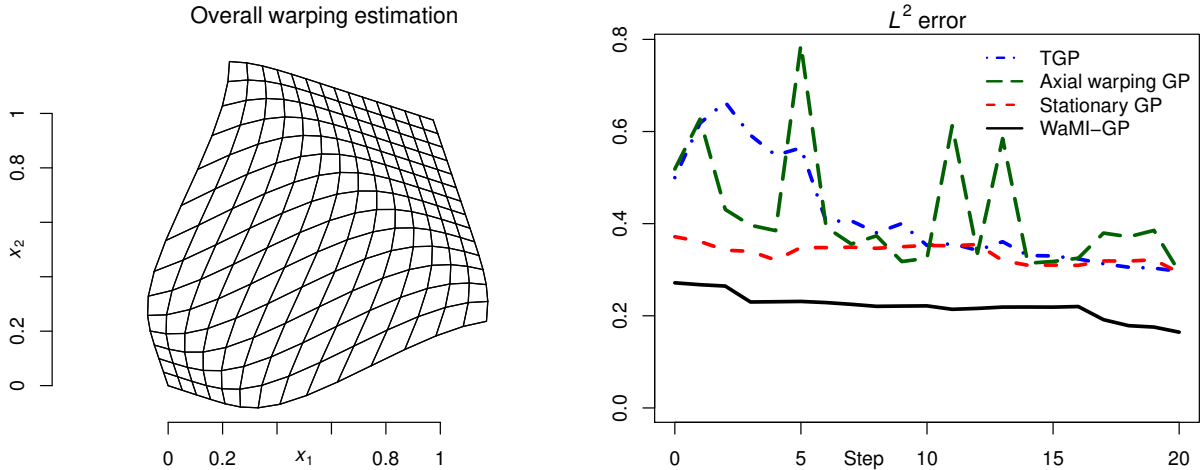 Overall warping estimation
x₂
0
0.2
0.8
1
0
0.2
x₁
0.8
1
L² error
0.0
0.2
0.4
0.6
0.8
TGP
Axial warping GP
Stationary GP
WaMI−GP
0
5
Step
10
15
20